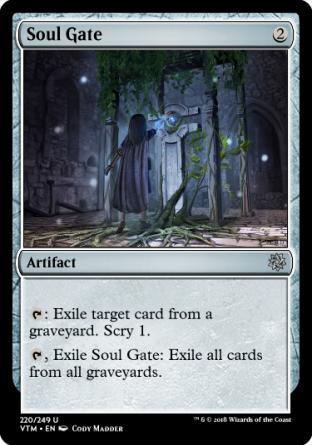 Soul Gate 2
Artifact
: Exile target card from a
graveyard. Scry 1.
, Exile Soul Gate: Exile all cards
from all graveyards.
220/249 U
VTM • EN Cody Madder
™ & © 2018 Wizards of the Coast